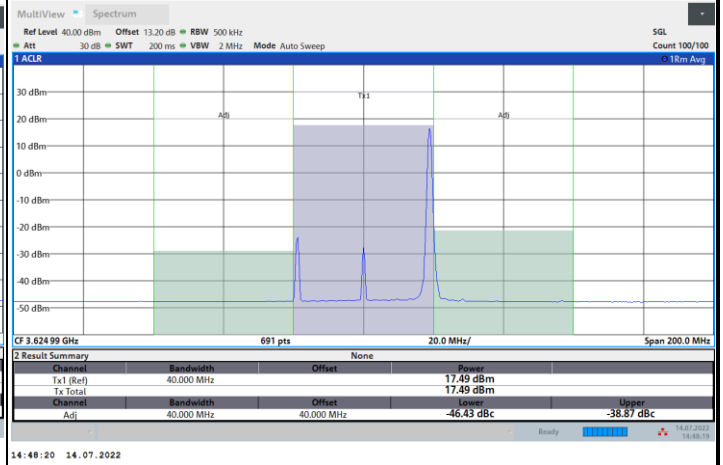 MultiView Spectrum
Ref Level 40.00 dBm Offset 13.20 dB RBW 500 kHz SGL
Att 30 dB SWT 200 ms VBW 2 MHz Mode Auto Sweep Count 100/100
1 ACLR 1Rm Avg
Tx1
30 dBm
Adj Adj
20 dBm
10 dBm
0 dBm
-10 dBm
-20 dBm
-30 dBm
-40 dBm
-50 dBm
CF 3.624 99 GHz 691 pts 20.0 MHz/ Span 200.0 MHz
2 Result Summary None
Channel Bandwidth Offset Power
Tx1 (Ref) 40.000 MHz 17.49 dBm
Tx Total 17.49 dBm
Channel Bandwidth Offset Lower Upper
Adj 40.000 MHz 40.000 MHz -46.43 dBc -38.87 dBc
Ready 14.07.2022
14:48:19
14:48:20 14.07.2022